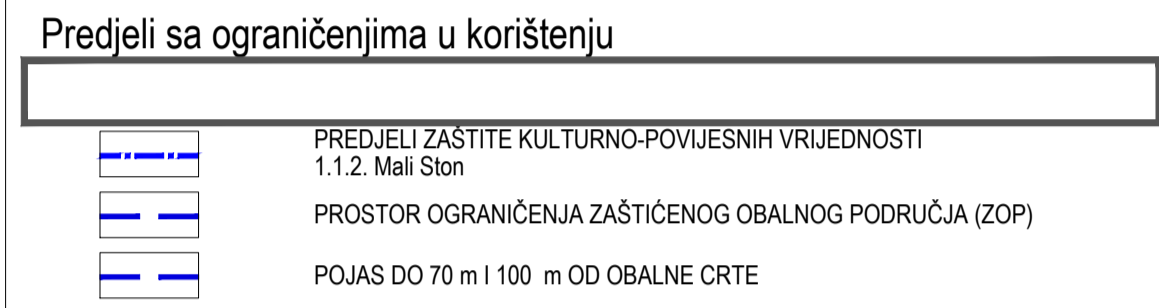 Predjeli sa ograničenjima u korištenju
PREDJELI ZAŠTITE KULTURNO-POVIJESNIH VRIJEDNOSTI
1.1.2. Mali Ston
PROSTOR OGRANIČENJA ZAŠTIĆENOG OBALNOG PODRUČJA (ZOP)
POJAS DO 70 m I 100 m OD OBALNE CRTE